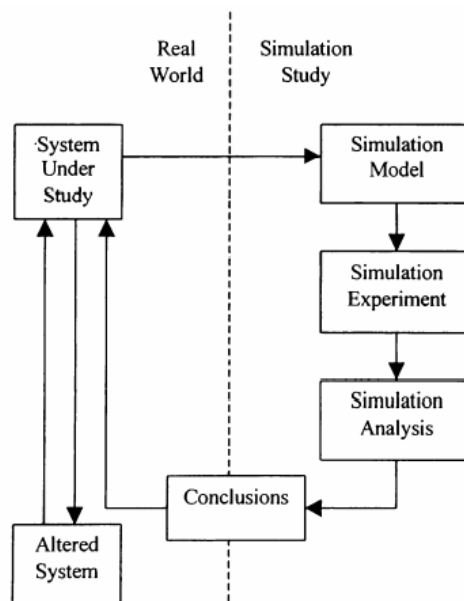 Real
World
Simulation
Study
System
Under
Study
Simulation
Model
Simulation
Experiment
Simulation
Analysis
Conclusions
Altered
System